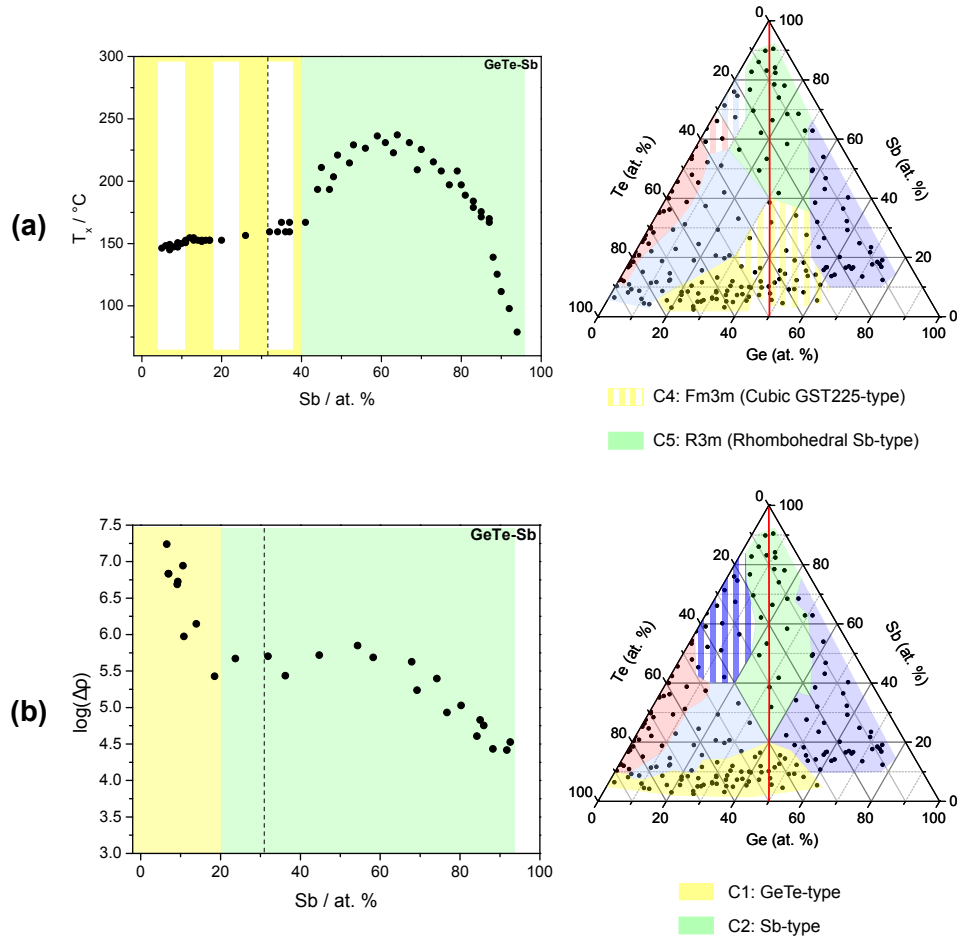 (a)
GeTe-Sb
300
250
200
150
100
Tx / °C
0 20 40 60 80 100
Sb / at. %
0
100
20
80
40
60
60
40
80
20
100
0
Te (at. %)
Sb (at. %)
0 20 40 60 80 100
Ge (at. %)
C4: Fm3m (Cubic GST225-type)
C5: R3m (Rhombohedral Sb-type)
(b)
GeTe-Sb
7.5
7.0
6.5
6.0
5.5
5.0
4.5
4.0
3.5
3.0
log(Δρ)
0 20 40 60 80 100
Sb / at. %
0
100
20
80
40
60
60
40
80
20
100
0
Te (at. %)
Sb (at. %)
0 20 40 60 80 100
Ge (at. %)
C1: GeTe-type
C2: Sb-type